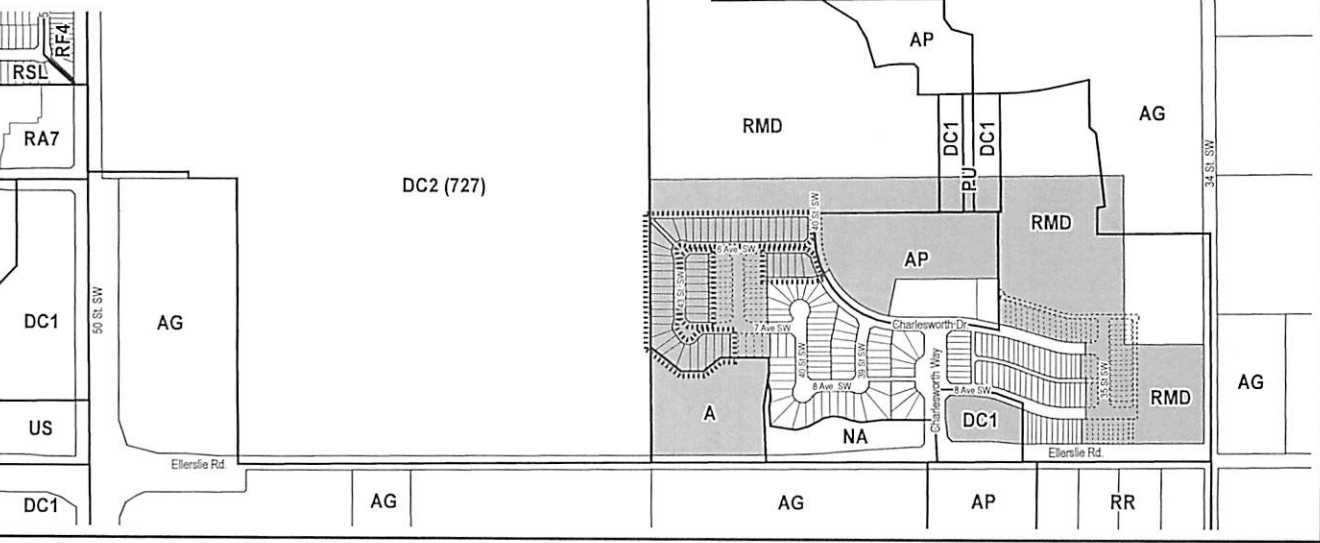 RF4
RSL
AP
RA7
RMD
DC1
DC1
AG
PU
34 St. SW
DC2 (727)
40 St. SW
RMD
6 Ave. SW
AP
43 St. SW
50 St. SW
DC1
AG
7 Ave SW
Charlesworth Dr.
40 St SW
39 St SW
Charlesworth Way
35 St SW
AG
8 Ave. SW
8 Ave SW
RMD
A
DC1
US
NA
Ellerslie Rd.
Ellerslie Rd.
DC1
AG
AG
AP
RR